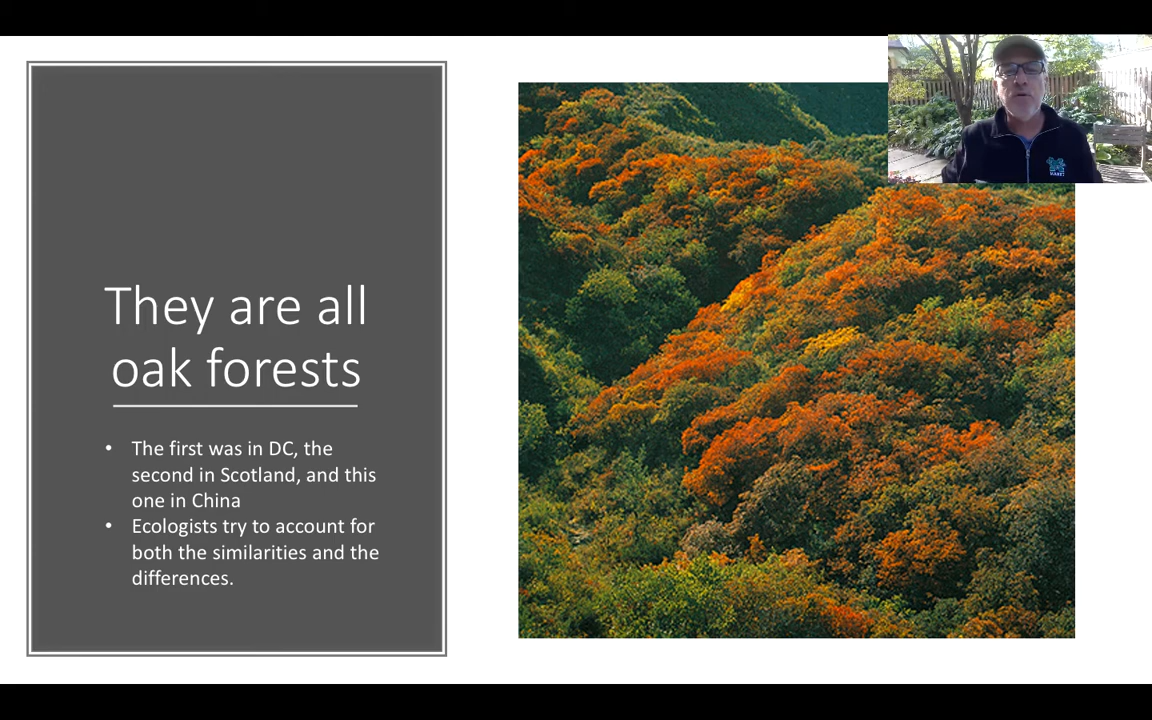 They are all
oak forests
• The first was in DC, the
second in Scotland, and this
one in China
• Ecologists try to account for
both the similarities and the
differences.